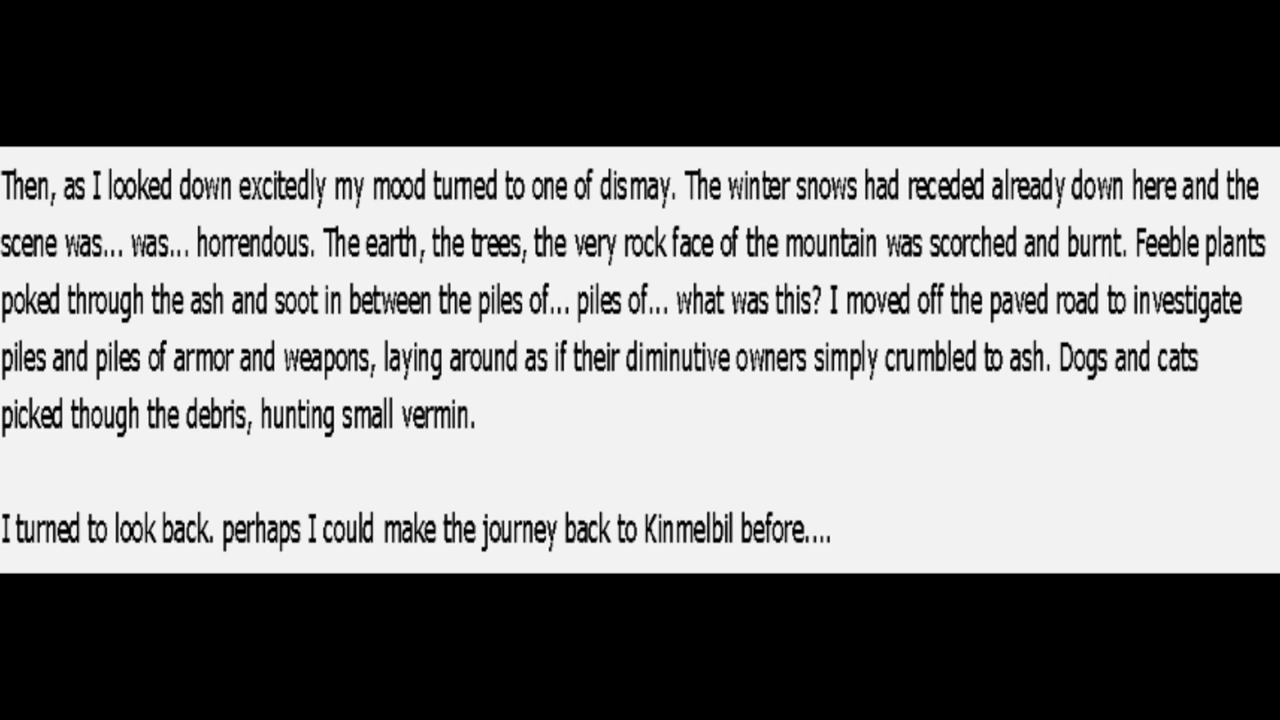 Then, as I looked down excitedly my mood turned to one of dismay. The winter snows had receded already down here and the
scene was... was... horrendous. The earth, the trees, the very rock face of the mountain was scorched and burnt. Feeble plants
poked through the ash and soot in between the piles of... piles of... what was this? I moved off the paved road to investigate
piles and piles of armor and weapons, laying around as if their diminutive owners simply crumbled to ash. Dogs and cats
picked though the debris, hunting small vermin.
I turned to look back. perhaps I could make the journey back to Kinmelbil before....